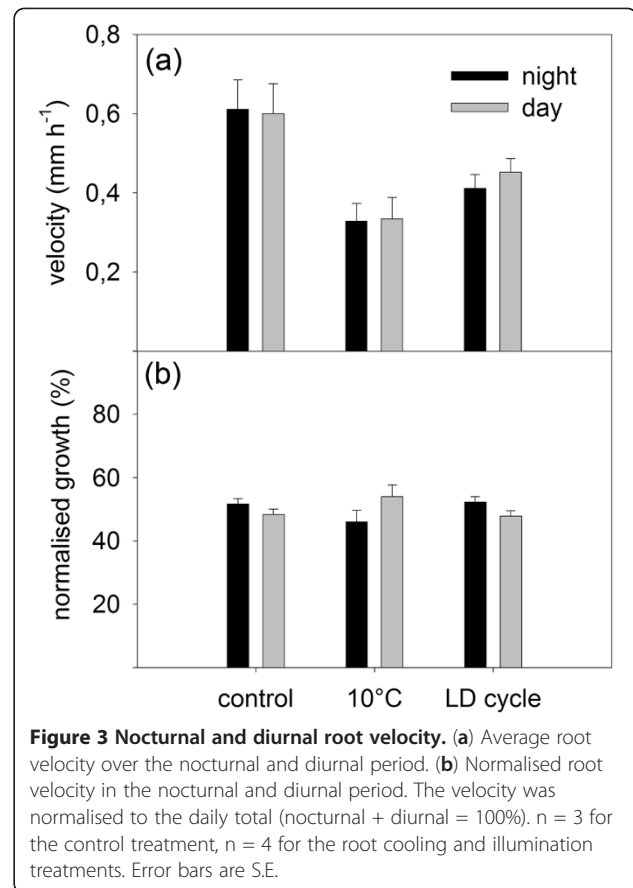 0,8
(a)
night
day
0,6
0,4
0,2
velocity (mm h⁻¹)
(b)
80
60
40
20
normalised growth (%)
control 10°C LD cycle
Figure 3 Nocturnal and diurnal root velocity. (a) Average root
velocity over the nocturnal and diurnal period. (b) Normalised root
velocity in the nocturnal and diurnal period. The velocity was
normalised to the daily total (nocturnal + diurnal = 100%). n = 3 for
the control treatment, n = 4 for the root cooling and illumination
treatments. Error bars are S.E.